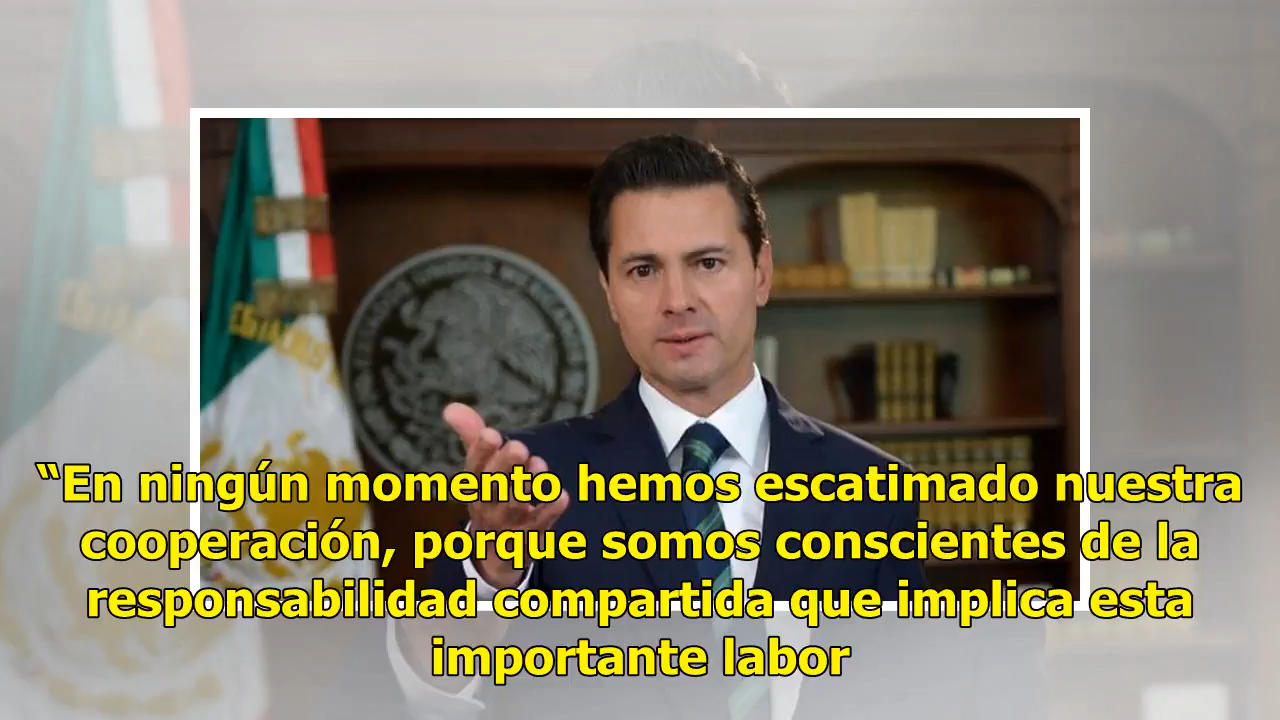 “En ningún momento hemos escatimado nuestra
cooperación, porque somos conscientes de la
responsabilidad compartida que implica esta
importante labor